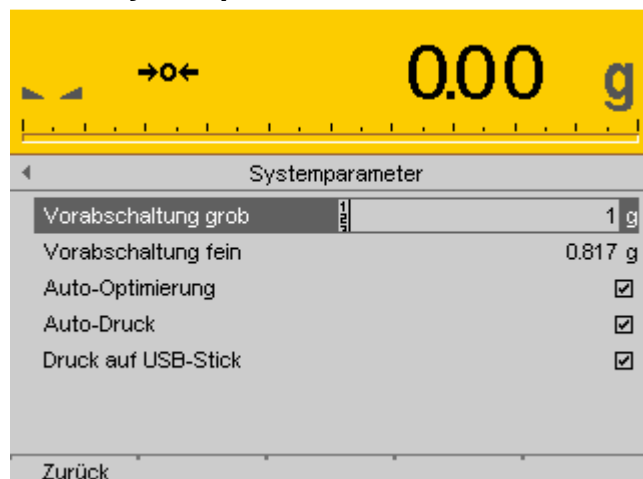 →0← 0.00 g
Systemparameter
Vorabschaltung grob 1 g
Vorabschaltung fein 0.817 g
Auto-Optimierung
Auto-Druck
Druck auf USB-Stick
Zurück